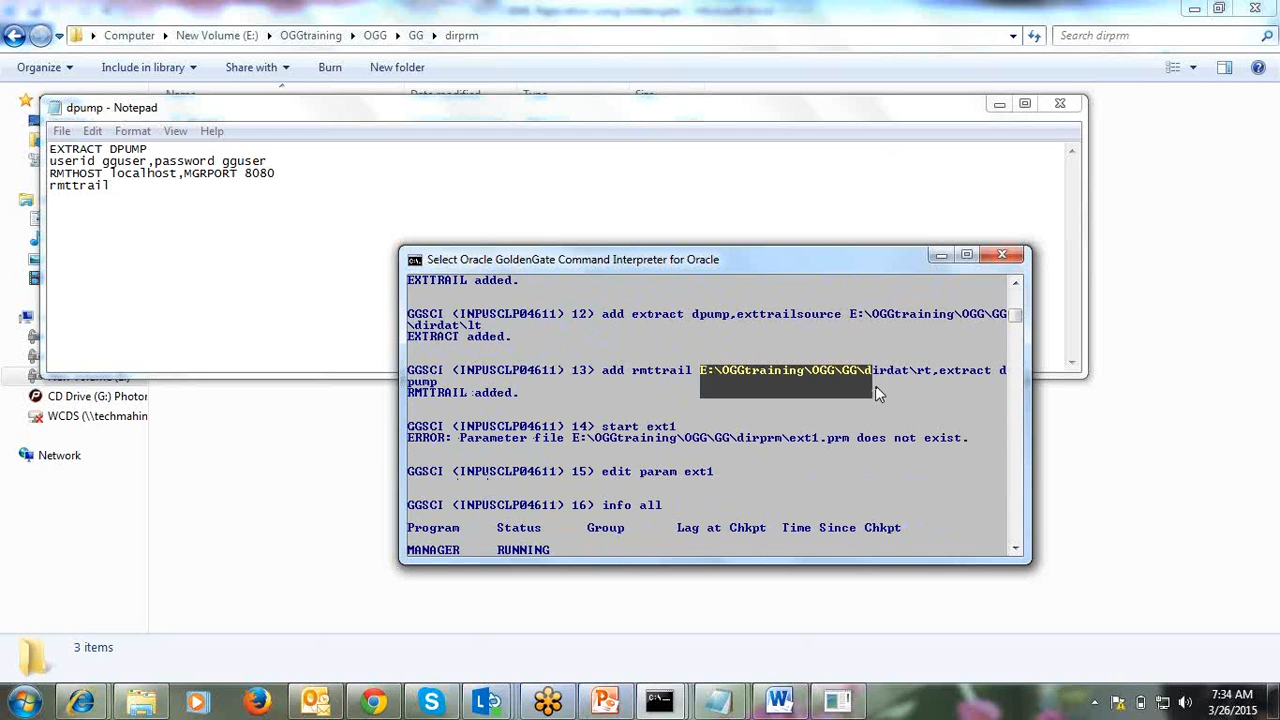 Computer
New Volume (E:)
OGGtraining
OGG
GG
dirprm
Search dirprm
Organize
Include in library
Share with
Burn
New folder
dpump - Notepad
File Edit Format View Help
EXTRACT DPUMP
userid gguser,password gguser
RMTHOST localhost,MGRPORT 8080
rmttrail
Select Oracle GoldenGate Command Interpreter for Oracle
EXTTRAIL added.
GGSCI (INPUSCLP04611) 12> add extract dpump,exttrailsource E:\OGGtraining\OGG\GG
\dirdat\lt
EXTRACT added.
GGSCI (INPUSCLP04611) 13> add rmttrail E:\OGGtraining\OGG\GG\dirdat\rt,extract d
pump
RMTTRAIL added.
GGSCI (INPUSCLP04611) 14> start ext1
ERROR: Parameter file E:\OGGtraining\OGG\GG\dirprm\ext1.prm does not exist.
GGSCI (INPUSCLP04611) 15> edit param ext1
GGSCI (INPUSCLP04611) 16> info all
Program Status Group Lag at Chkpt Time Since Chkpt
MANAGER RUNNING
CD Drive (G:) Photor
WCDS (\\techmahin
Network
3 items
7:34 AM
3/26/2015